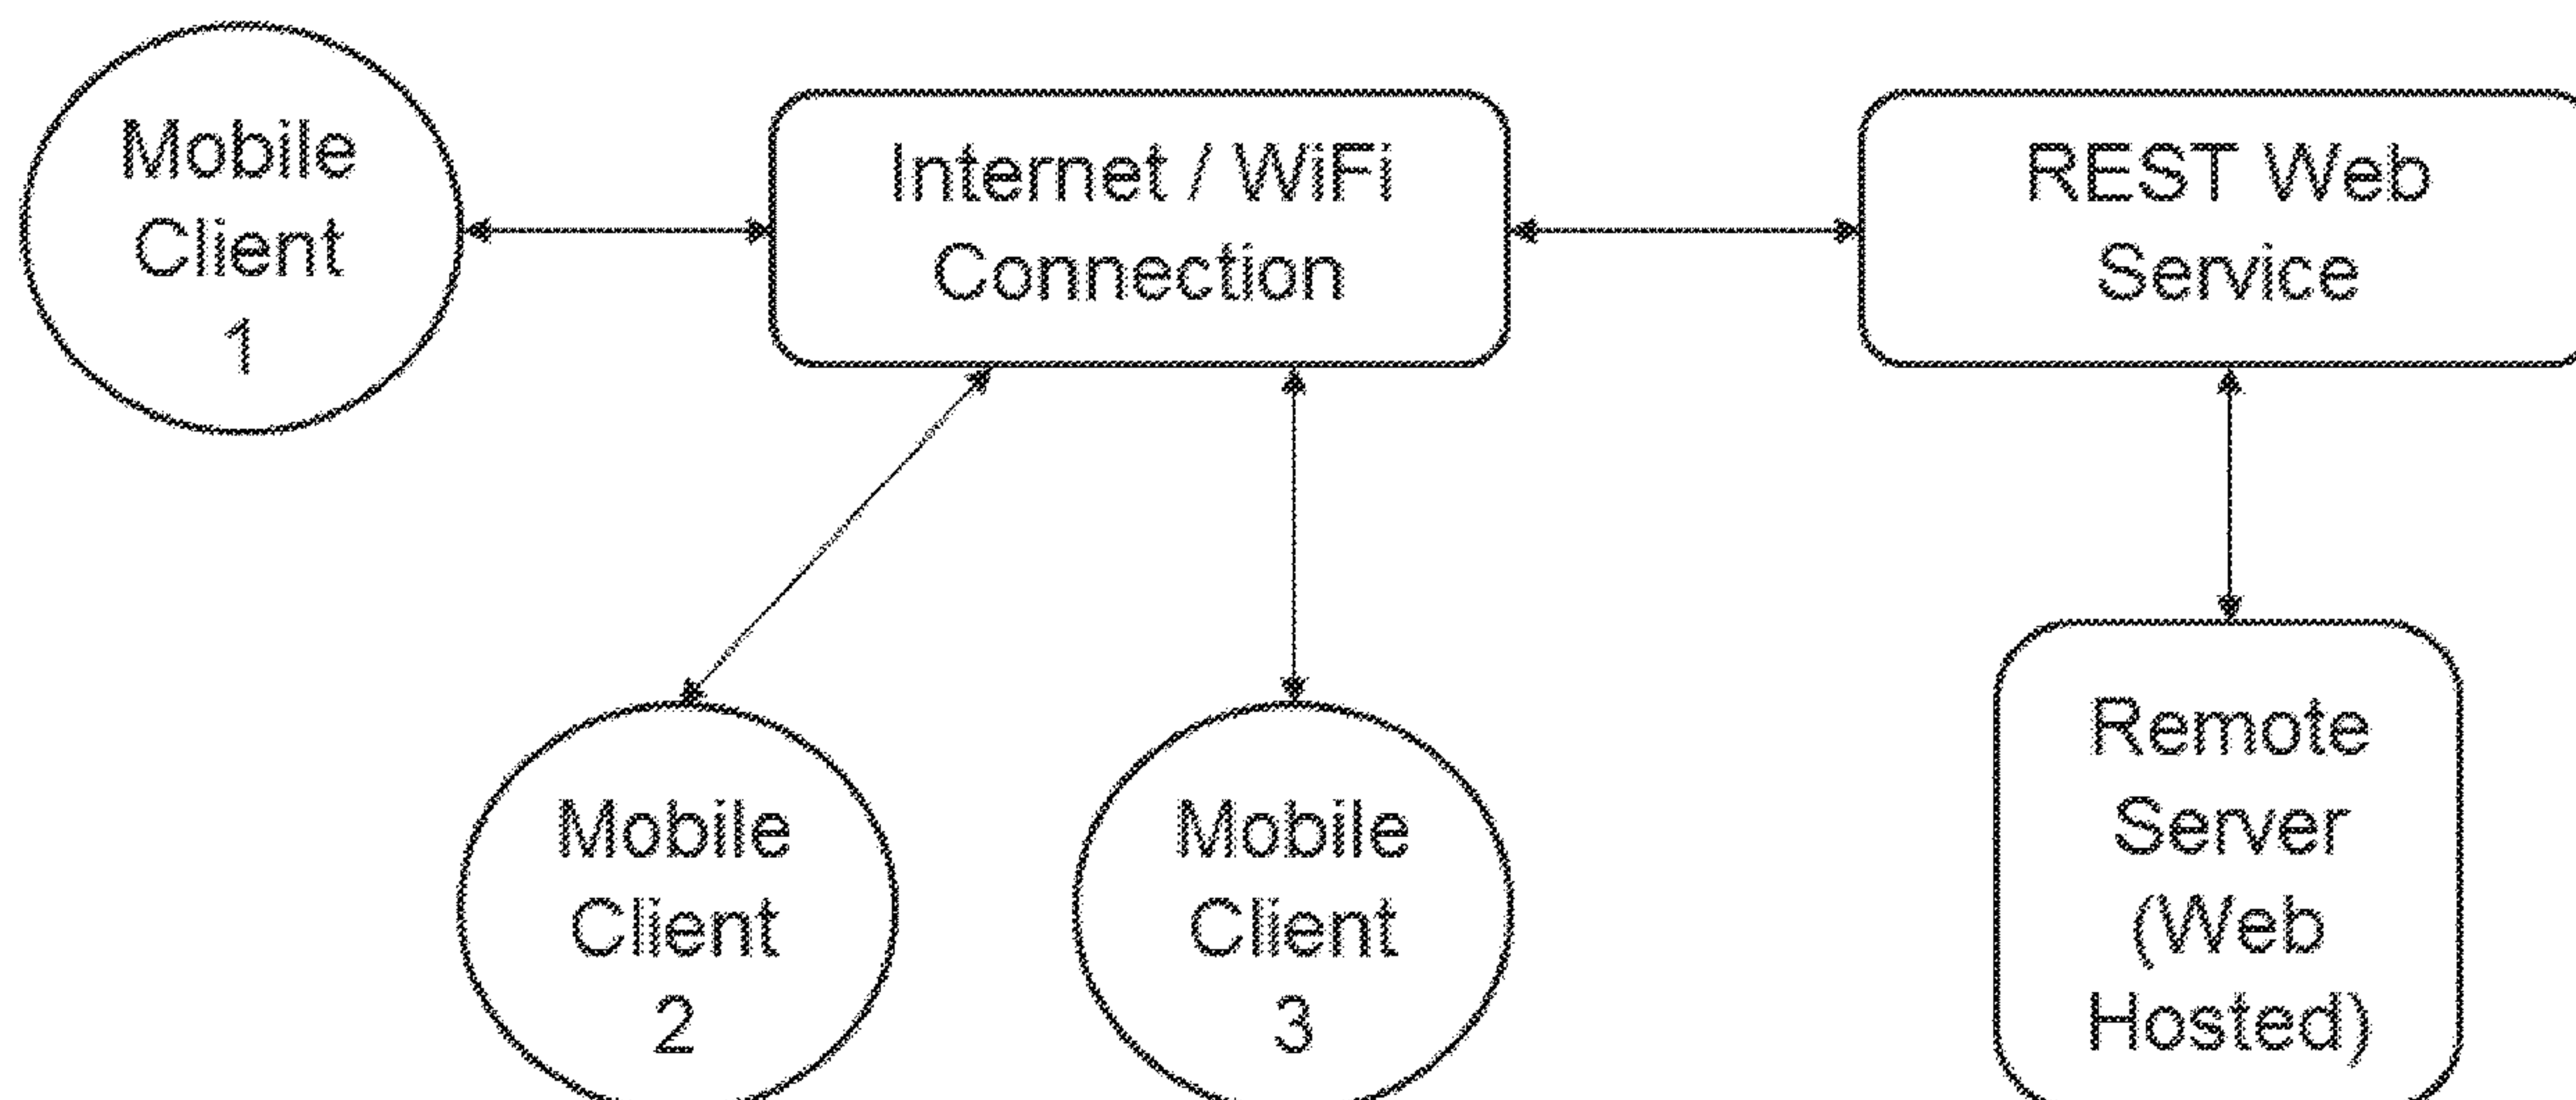 Mobile
Client
1
Internet / WiFi
Connection
REST Web
Service
Mobile
Client
2
Mobile
Client
3
Remote
Server
(Web
Hosted)